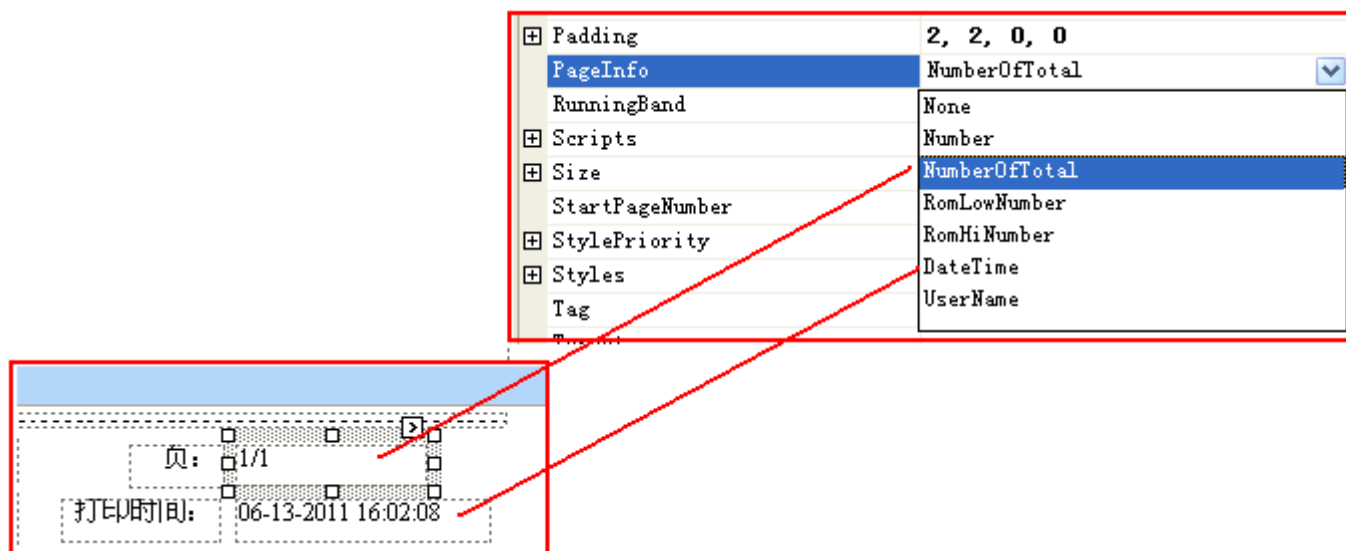 Padding 2, 2, 0, 0
PageInfo NumberOfTotal
RunningBand None
Scripts Number
Size NumberOfTotal
StartPageNumber RomLowNumber
StylePriority RomHiNumber
Styles DateTime
Tag UserName
页： 1/1
打印时间： 06-13-2011 16:02:08